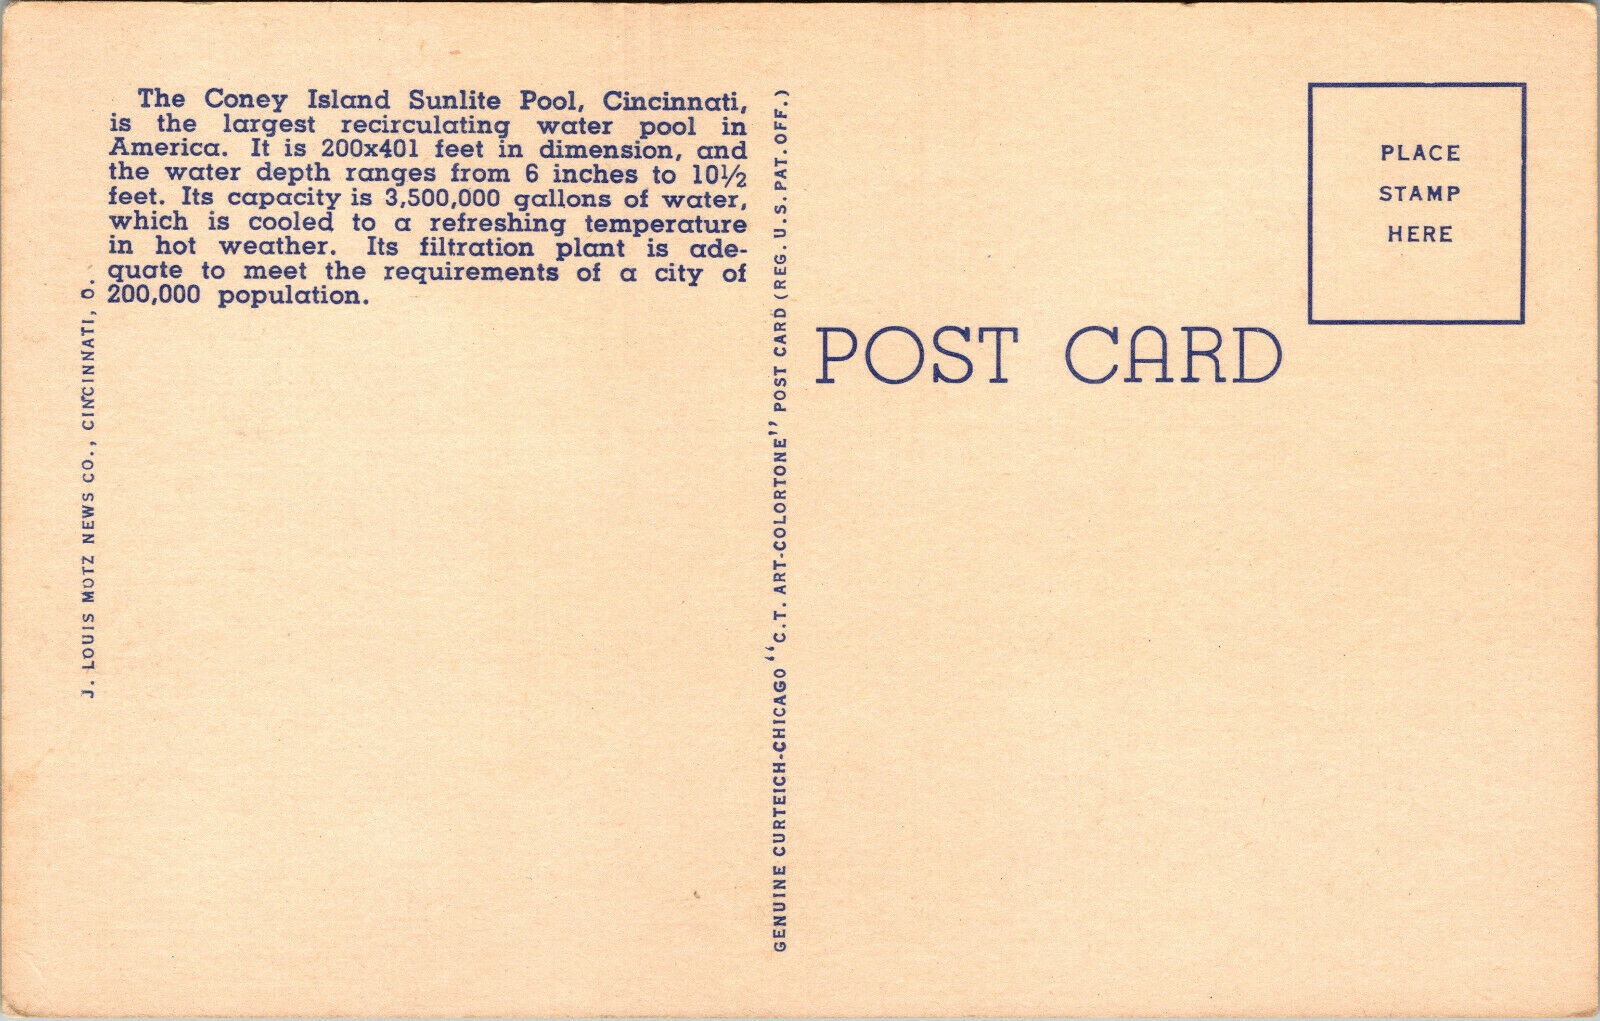 The Coney Island Sunlite Pool, Cincinnati,
is the largest recirculating water pool in
America. It is 200x401 feet in dimension, and
the water depth ranges from 6 inches to 10½
feet. Its capacity is 3,500,000 gallons of water,
which is cooled to a refreshing temperature
in hot weather. Its filtration plant is ade-
quate to meet the requirements of a city of
200,000 population.
J. LOUIS MOTZ NEWS CO., CINCINNATI, O.
GENUINE CURTEICH-CHICAGO "C.T. ART-COLORTONE" POST CARD (REG. U.S. PAT. OFF.)
POST CARD
PLACE
STAMP
HERE